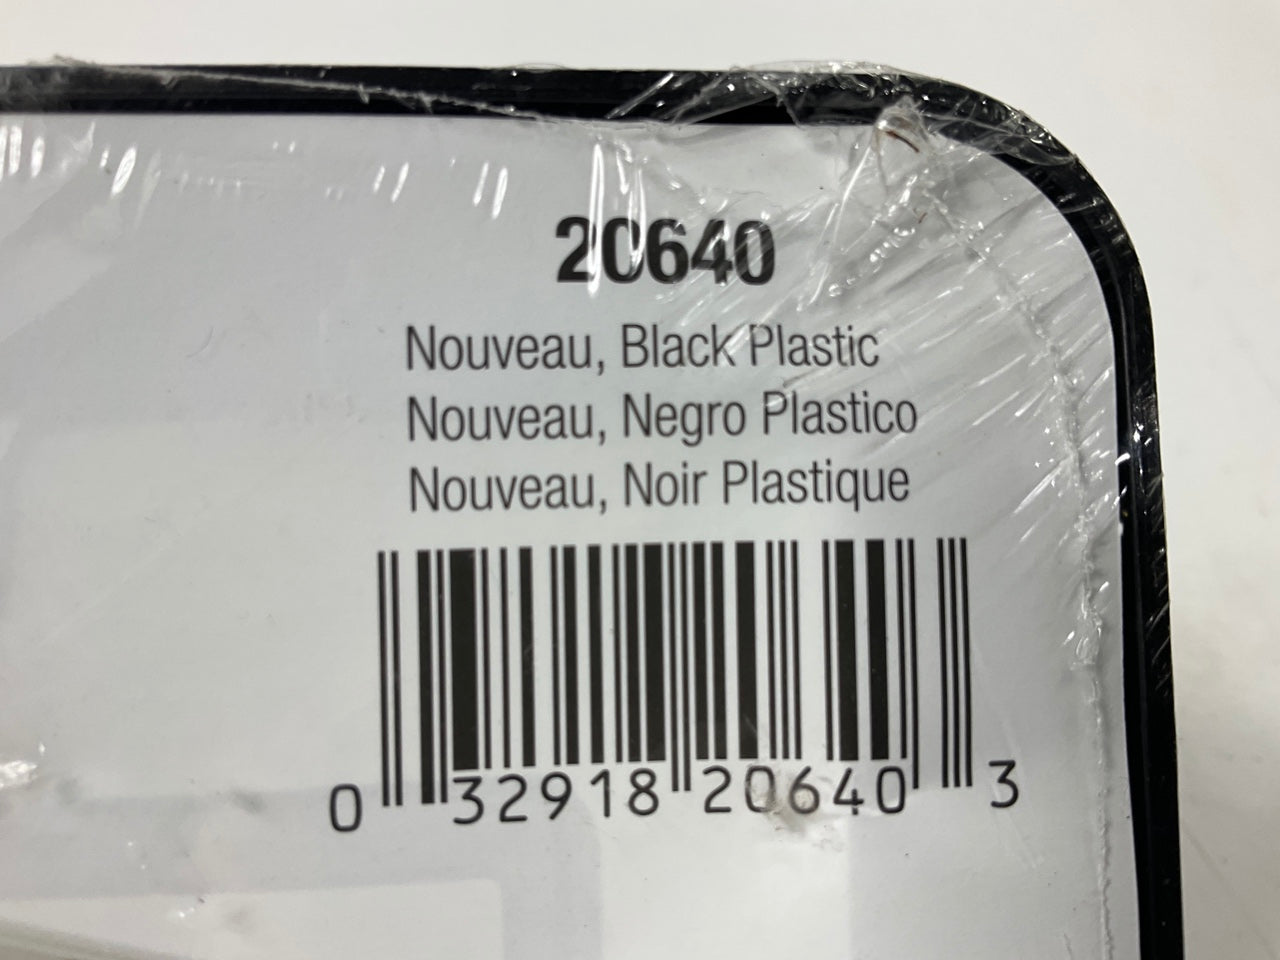 20640
Nouveau, Black Plastic
Nouveau, Negro Plastico
Nouveau, Noir Plastique
0 32918 20640 3